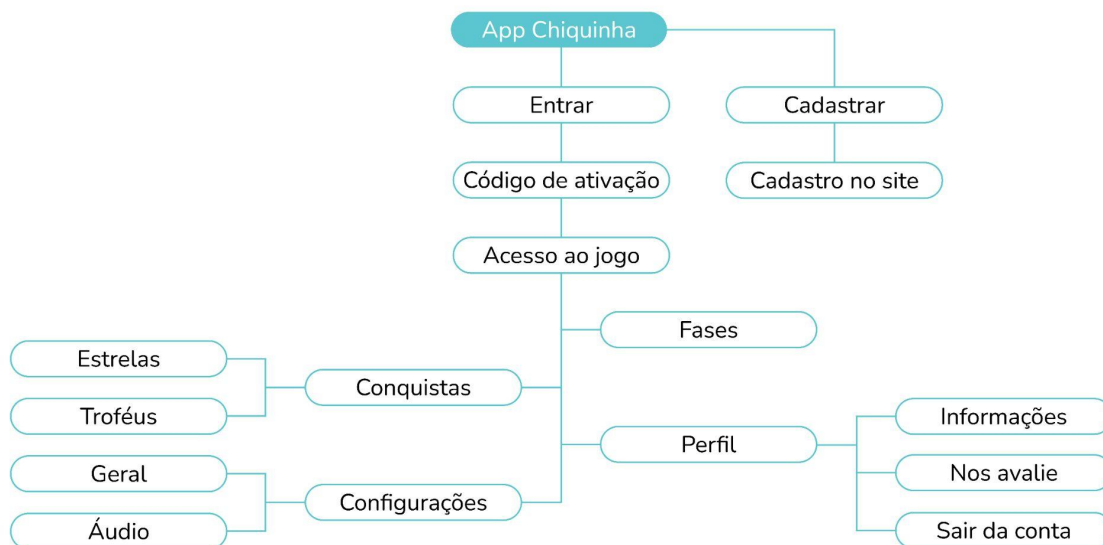 App Chiquinha
Entrar
Cadastrar
Código de ativação
Cadastro no site
Acesso ao jogo
Fases
Estrelas
Conquistas
Troféus
Informações
Perfil
Geral
Nos avalie
Configurações
Áudio
Sair da conta